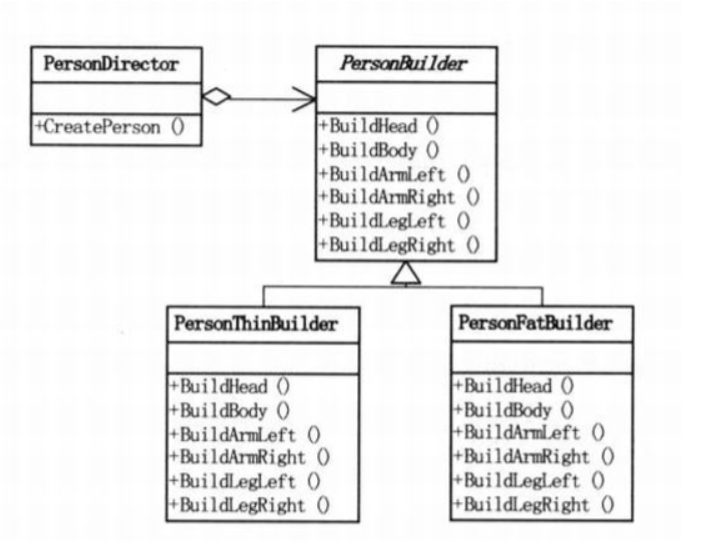 PersonDirector
+CreatePerson ()
PersonBuilder
+BuildHead ()
+BuildBody ()
+BuildArmLeft ()
+BuildArmRight ()
+BuildLegLeft ()
+BuildLegRight ()
PersonThinBuilder
+BuildHead ()
+BuildBody ()
+BuildArmLeft ()
+BuildArmRight ()
+BuildLegLeft ()
+BuildLegRight ()
PersonFatBuilder
+BuildHead ()
+BuildBody ()
+BuildArmLeft ()
+BuildArmRight ()
+BuildLegLeft ()
+BuildLegRight ()